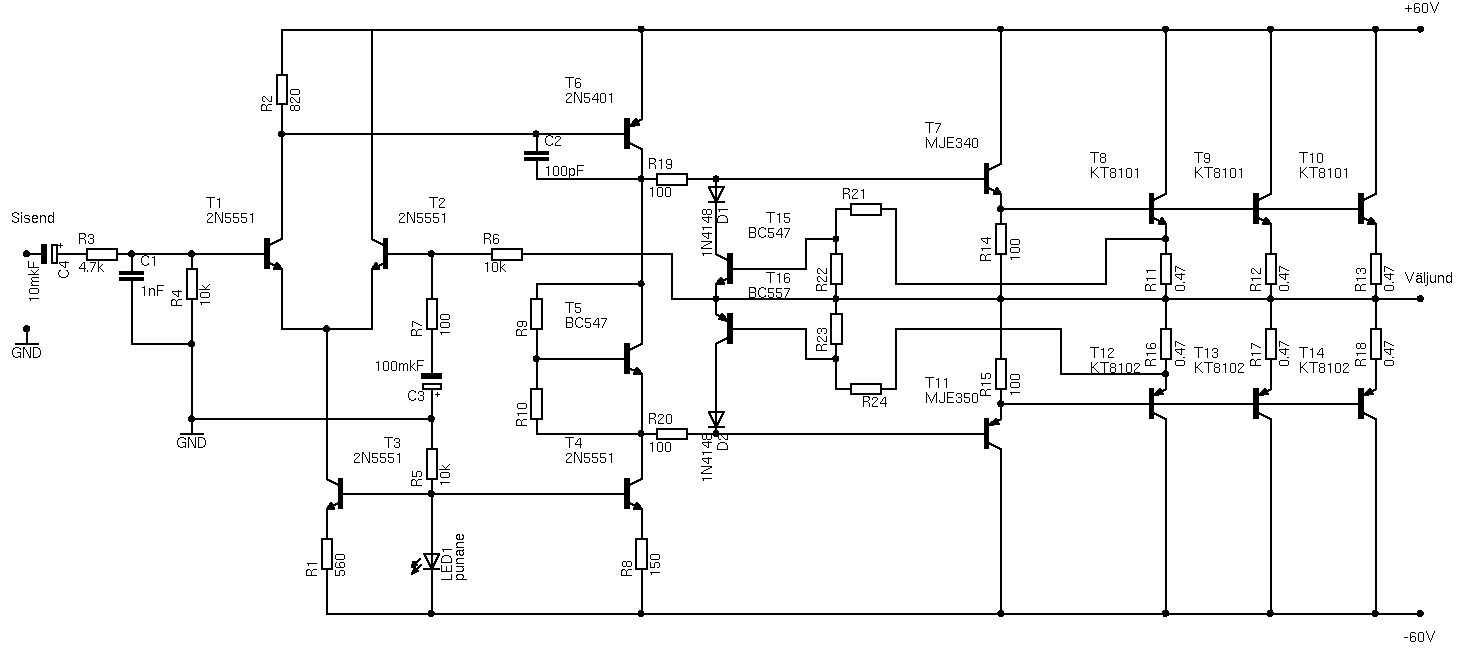 +60V
T6
2N5401
R2
820
C2
100pF
R19
100
T7
MJE340
T8
KT8101
T9
KT8101
T10
KT8101
Sisend
T1
2N5551
T2
2N5551
1N4148
D1
T15
BC547
R21
R3
4.7k
C1
1nF
10mkF
C4
+
R4
10k
R6
10k
R14
100
T16
BC557
R22
R11
0.47
R12
0.47
R13
0.47
Väljund
GND
R7
100
R9
T5
BC547
R23
T12
KT8102
R16
0.47
T13
KT8102
R17
0.47
T14
KT8102
R18
0.47
100mkF
C3
+
R10
R24
T11
MJE350
R15
100
GND
T3
2N5551
R5
10k
T4
2N5551
R20
100
1N4148
D2
R1
560
LED1
punane
R8
150
-60V